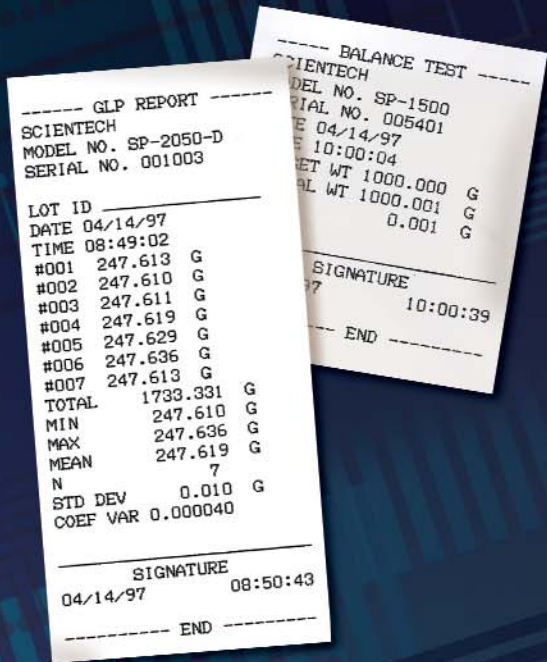 ------ GLP REPORT ------
SCIENTECH
MODEL NO. SP-2050-D
SERIAL NO. 001003
LOT ID
DATE 04/14/97
TIME 08:49:02
#001 247.613 G
#002 247.610 G
#003 247.611 G
#004 247.619 G
#005 247.629 G
#006 247.636 G
#007 247.613 G
TOTAL 1733.331 G
MIN 247.610 G
MAX 247.636 G
MEAN 247.619 G
N 7
STD DEV 0.010 G
COEF VAR 0.000040
SIGNATURE
04/14/97 08:50:43
---------- END ---------
----- BALANCE TEST -----
CIENTECH
DEL NO. SP-1500
RIAL NO. 005401
E 04/14/97
E 10:00:04
GET WT 1000.000 G
AL WT 1000.001 G
0.001 G
SIGNATURE
97 10:00:39
--- END ---------